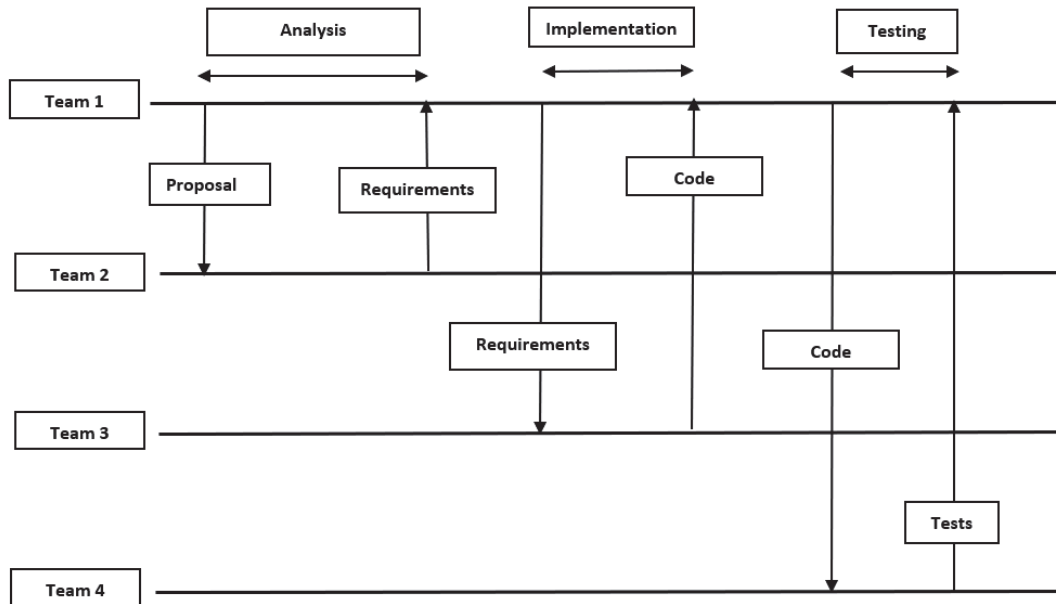 Analysis
Implementation
Testing
Team 1
Proposal
Requirements
Code
Team 2
Requirements
Code
Team 3
Tests
Team 4